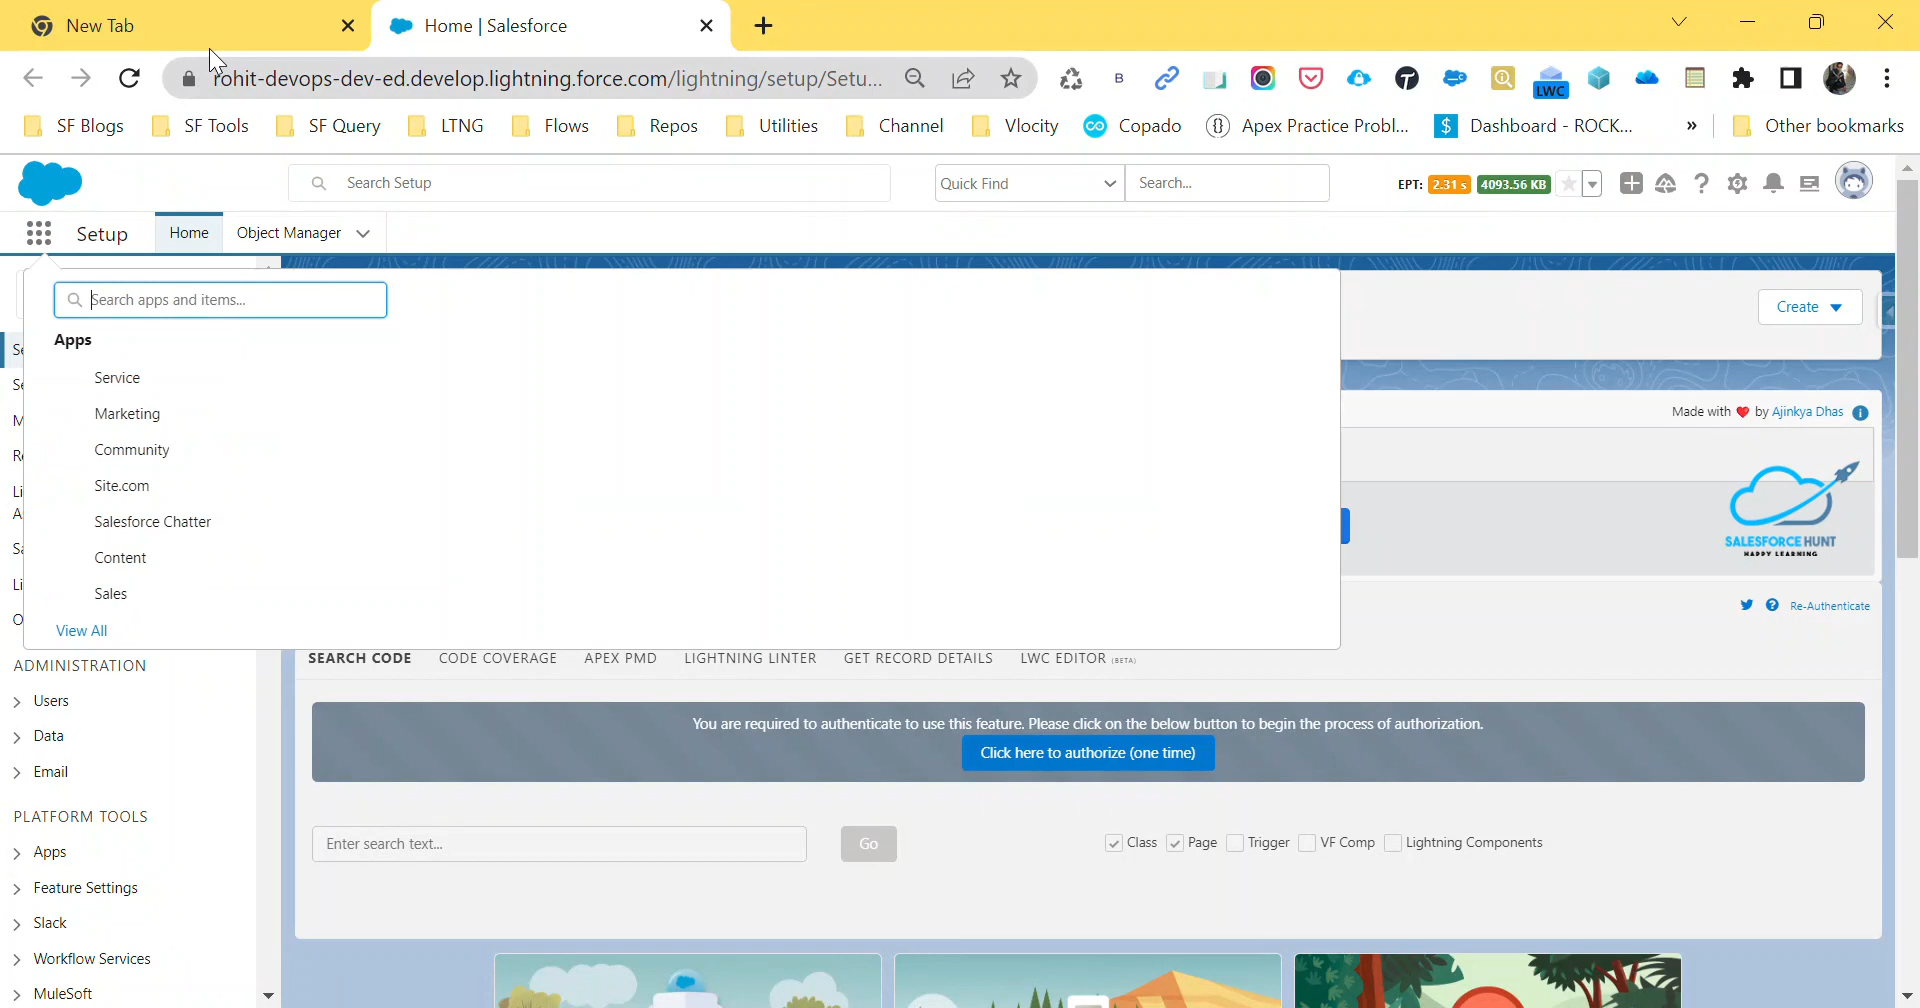 New Tab
Home | Salesforce
rohit-devops-dev-ed.develop.lightning.force.com/lightning/setup/Setu...
B
LWC
SF Blogs
SF Tools
SF Query
LTNG
Flows
Repos
Utilities
Channel
Vlocity
Copado
Apex Practice Probl...
Dashboard - ROCK...
»
Other bookmarks
Search Setup
Quick Find
Search...
EPT: 2.31 s 4093.56 KB
Setup
Home
Object Manager
Search apps and items...
Apps
Service
Marketing
Community
Site.com
Salesforce Chatter
Content
Sales
View All
Create
Made with ❤ by Ajinkya Dhas
SALESFORCE HUNT
HAPPY LEARNING
Re-Authenticate
Se
Se
M
Re
Li
A
Sa
Li
O
ADMINISTRATION
Users
Data
Email
PLATFORM TOOLS
Apps
Feature Settings
Slack
Workflow Services
MuleSoft
SEARCH CODE
CODE COVERAGE
APEX PMD
LIGHTNING LINTER
GET RECORD DETAILS
LWC EDITOR (BETA)
You are required to authenticate to use this feature. Please click on the below button to begin the process of authorization.
Click here to authorize (one time)
Enter search text...
Go
Class
Page
Trigger
VF Comp
Lightning Components